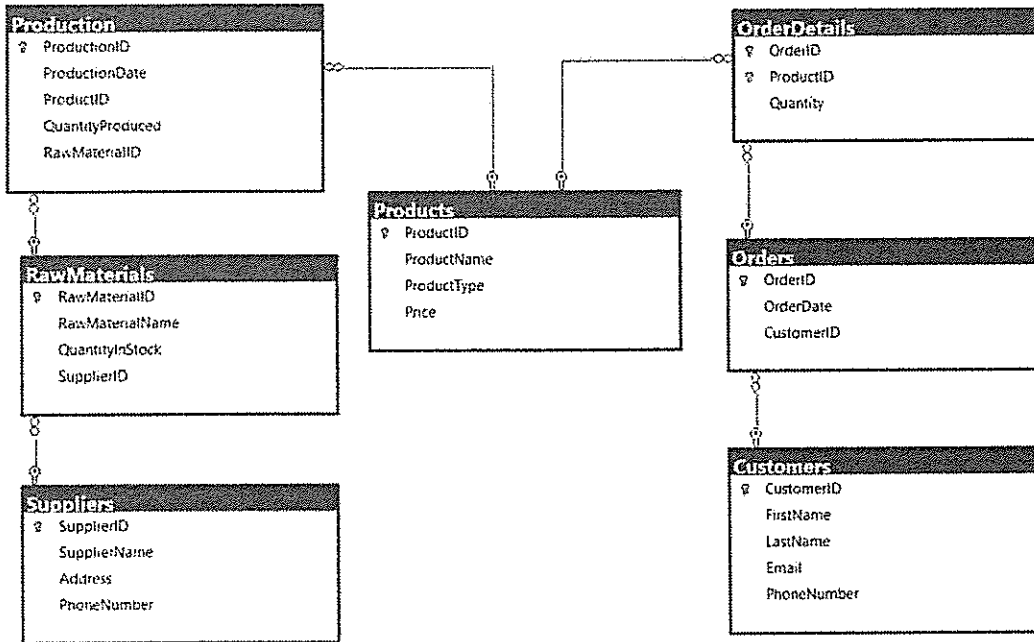 Production
ProductionID
ProductionDate
ProductID
QuantityProduced
RawMaterialID
OrderDetails
OrderID
ProductID
Quantity
Products
ProductID
ProductName
ProductType
Price
RawMaterials
RawMaterialID
RawMaterialName
QuantityInStock
SupplierID
Orders
OrderID
OrderDate
CustomerID
Suppliers
SupplierID
SupplierName
Address
PhoneNumber
Customers
CustomerID
FirstName
LastName
Email
PhoneNumber